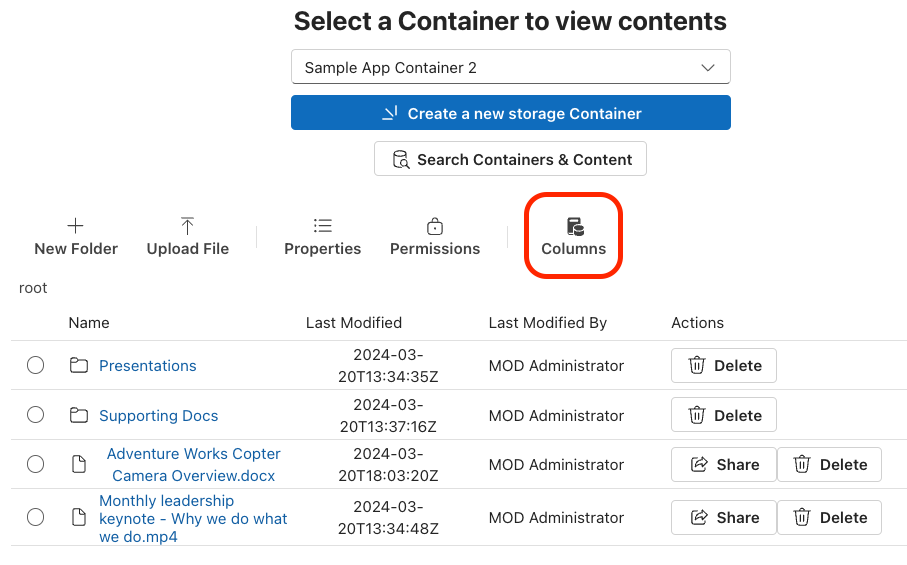 Select a Container to view contents
Sample App Container 2
Create a new storage Container
Search Containers & Content
New Folder Upload File Properties Permissions Columns
root
Name Last Modified Last Modified By Actions
2024-03-
Presentations MOD Administrator Delete
20T13:34:35Z
2024-03-
Supporting Docs MOD Administrator Delete
20T13:37:16Z
Adventure Works Copter 2024-03-
MOD Administrator Share Delete
Camera Overview.docx 20T18:03:20Z
Monthly leadership 2024-03-
keynote - Why we do what MOD Administrator Share Delete
we do.mp4 20T13:34:48Z